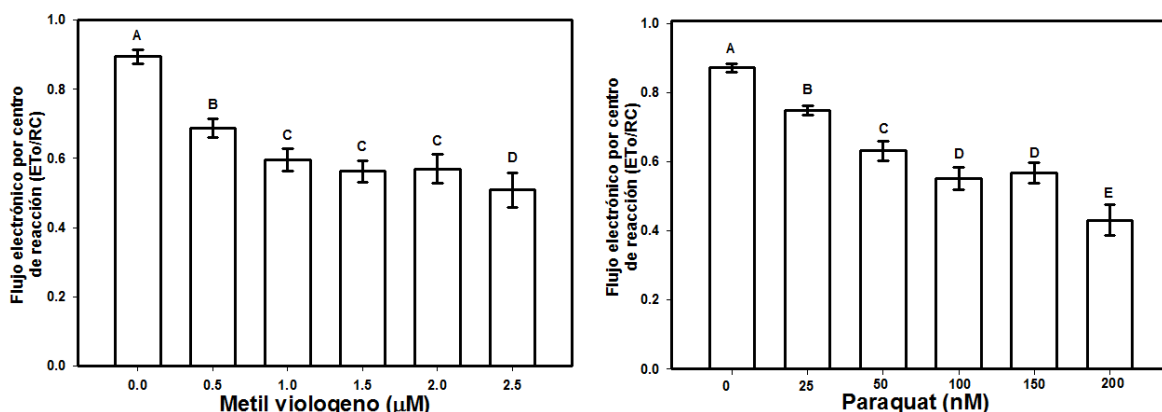 Flujo electrónico por centro
de reacción (ETo/RC)
1.0
0.8
0.6
0.4
0.2
0.0
A
B
C
C
C
D
0.0 0.5 1.0 1.5 2.0 2.5
Metil viologeno (µM)
Flujo electrónico por centro
de reacción (ETo/RC)
1.0
0.8
0.6
0.4
0.2
0.0
A
B
C
D
D
E
0 25 50 100 150 200
Paraquat (nM)